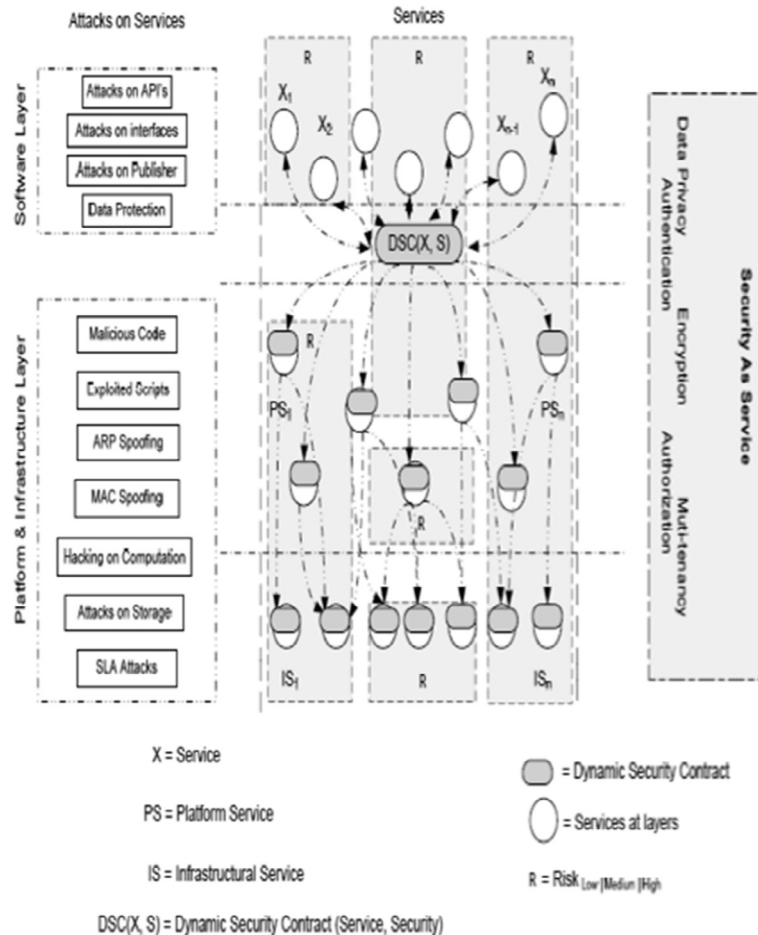 Attacks on Services
Services
Software Layer
Attacks on API's
Attacks on interfaces
Attacks on Publisher
Data Protection
R
R
R
X1
X2
Xn-1
Xn
DSC(X, S)
Platform & Infrastructure Layer
Malicious Code
Exploited Scripts
ARP Spoofing
MAC Spoofing
Hacking on Computation
Attacks on Storage
SLA Attacks
R
PS1
PSn
R
IS1
R
ISn
Data Privacy
Authentication
Encryption
Authorization
Muti-tenancy
Security As Service
X = Service
PS = Platform Service
IS = Infrastructural Service
DSC(X, S) = Dynamic Security Contract (Service, Security)
= Dynamic Security Contract
= Services at layers
R = Risk Low |Medium | High